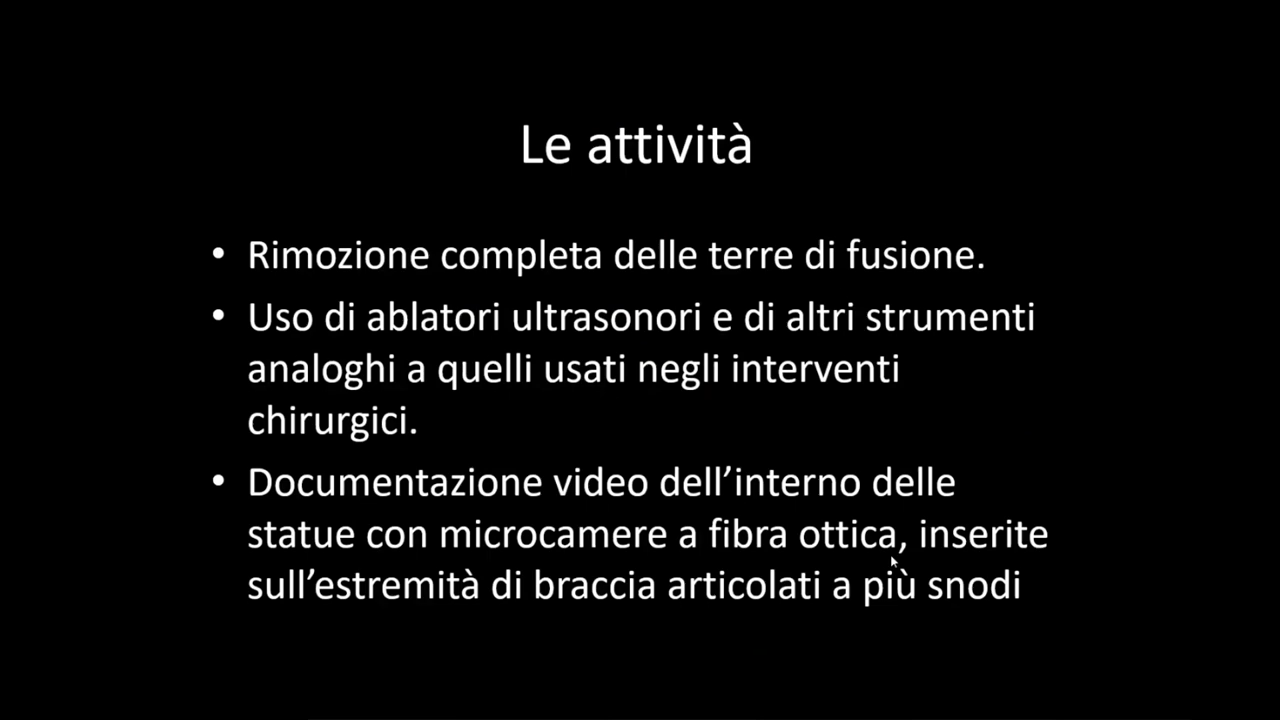 Le attività
• Rimozione completa delle terre di fusione.
• Uso di ablatori ultrasonori e di altri strumenti
analoghi a quelli usati negli interventi
chirurgici.
• Documentazione video dell’interno delle
statue con microcamere a fibra ottica, inserite
sull’estremità di braccia articolati a più snodi